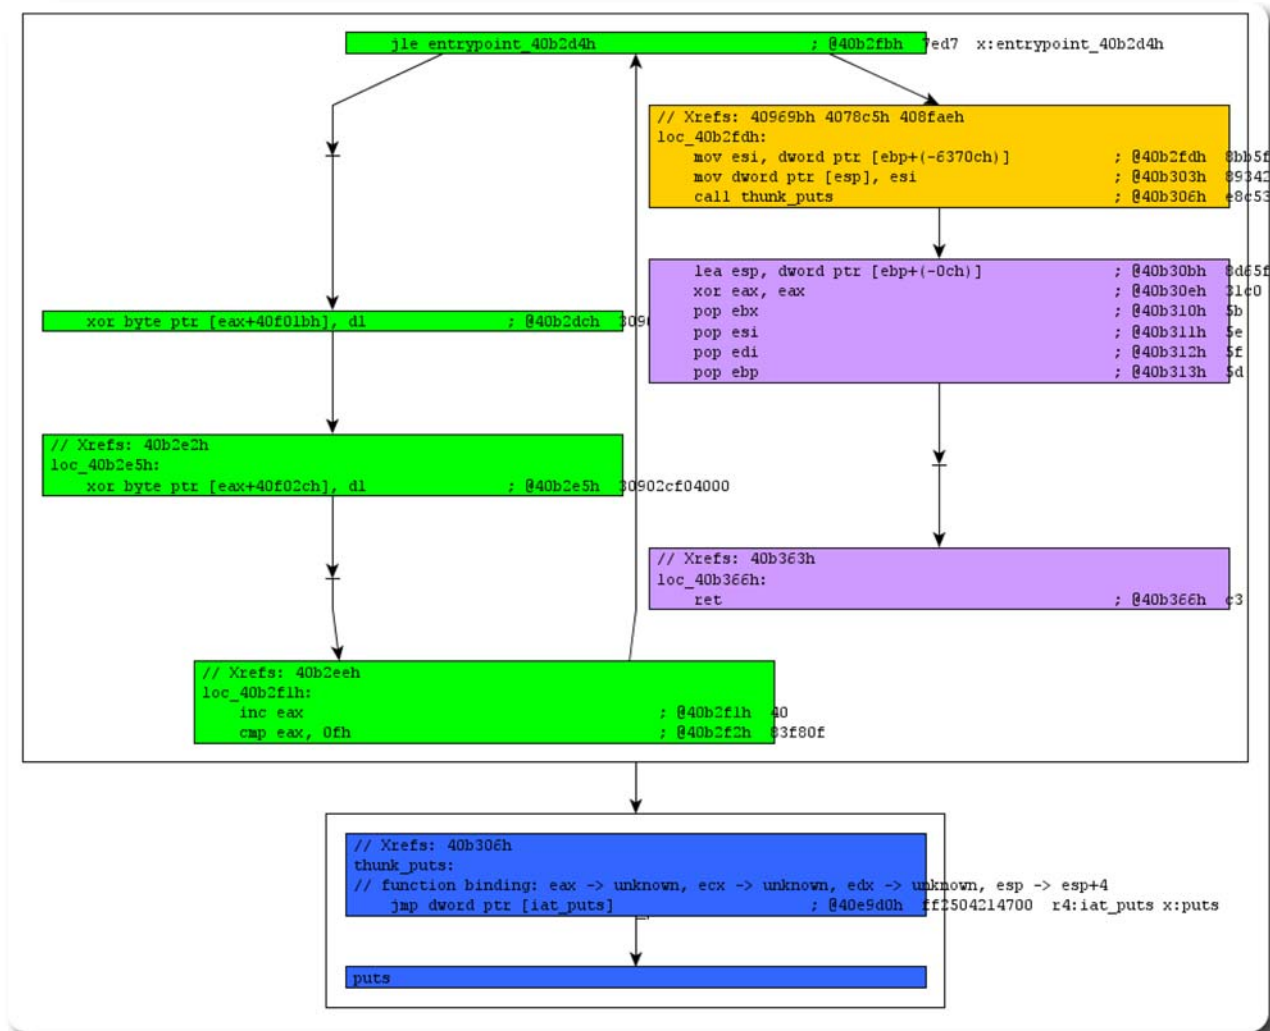 jle entrypoint_40b2d4h ; @40b2fbh 7ed7 x:entrypoint_40b2d4h
// Xrefs: 40969bh 4078c5h 408faeh
loc_40b2fdh:
mov esi, dword ptr [ebp+(-6370ch)] ; @40b2fdh 8bb5f
mov dword ptr [esp], esi ; @40b303h 89342
call thunk_puts ; @40b306h e8c53
lea esp, dword ptr [ebp+(-0ch)] ; @40b30bh 8d65f
xor eax, eax ; @40b30eh 31c0
pop ebx ; @40b310h 5b
pop esi ; @40b311h 5e
pop edi ; @40b312h 5f
pop ebp ; @40b313h 5d
xor byte ptr [eax+40f01bh], dl ; @40b2dch
// Xrefs: 40b2e2h
loc_40b2e5h:
xor byte ptr [eax+40f02ch], dl ; @40b2e5h 30902cf04000
// Xrefs: 40b363h
loc_40b366h:
ret ; @40b366h c3
// Xrefs: 40b2eeh
loc_40b2f1h:
inc eax ; @40b2f1h 40
cmp eax, 0fh ; @40b2f2h 83f80f
// Xrefs: 40b306h
thunk_puts:
// function binding: eax -> unknown, ecx -> unknown, edx -> unknown, esp -> esp+4
jmp dword ptr [iat_puts] ; @40e9d0h ff2504214700 r4:iat_puts x:puts
puts